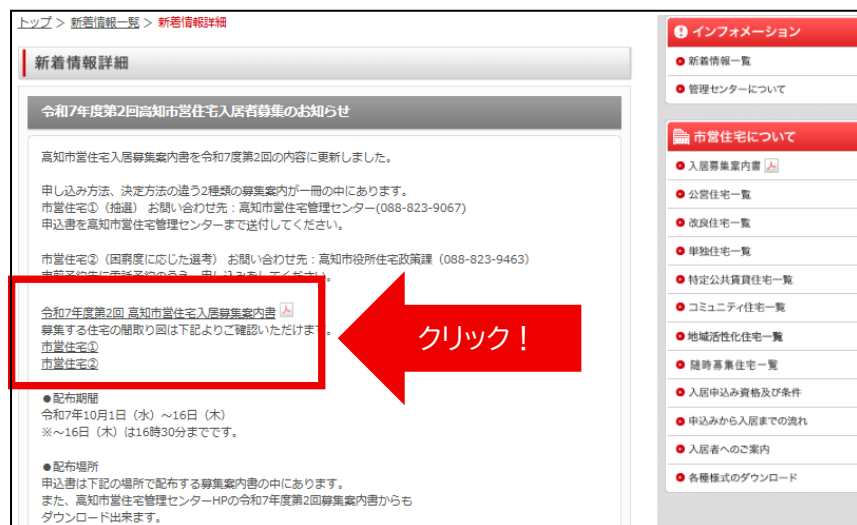 トップ > 新着情報一覧 > 新着情報詳細
新着情報詳細
令和7年度第2回高知市営住宅入居者募集のお知らせ
高知市営住宅入居募集案内書を令和7度第2回の内容に更新しました。
申し込み方法、決定方法の違う2種類の募集案内が一冊の中にあります。
市営住宅①（抽選） お問い合わせ先：高知市営住宅管理センター(088-823-9067)
申込書を高知市営住宅管理センターまで送付してください。
市営住宅②（困窮度に応じた選考） お問い合わせ先：高知市役所住宅政策課（088-823-9463）
令和7年度第2回 高知市営住宅入居募集案内書
募集する住宅の間取り図は下記よりご確認いただけます。
市営住宅①
市営住宅②
クリック！
●配布期間
令和7年10月1日（水）～16日（木）
※～16日（木）は16時30分までです。
●配布場所
申込書は下記の場所で配布する募集案内書の中にあります。
また、高知市営住宅管理センターHPの令和7年度第2回募集案内書からも
ダウンロード出来ます。
インフォメーション
新着情報一覧
管理センターについて
市営住宅について
入居募集案内書
公営住宅一覧
改良住宅一覧
単独住宅一覧
特定公共賃貸住宅一覧
コミュニティ住宅一覧
地域活性化住宅一覧
随時募集住宅一覧
入居申込み資格及び条件
申込みから入居までの流れ
入居者へのご案内
各種様式のダウンロード